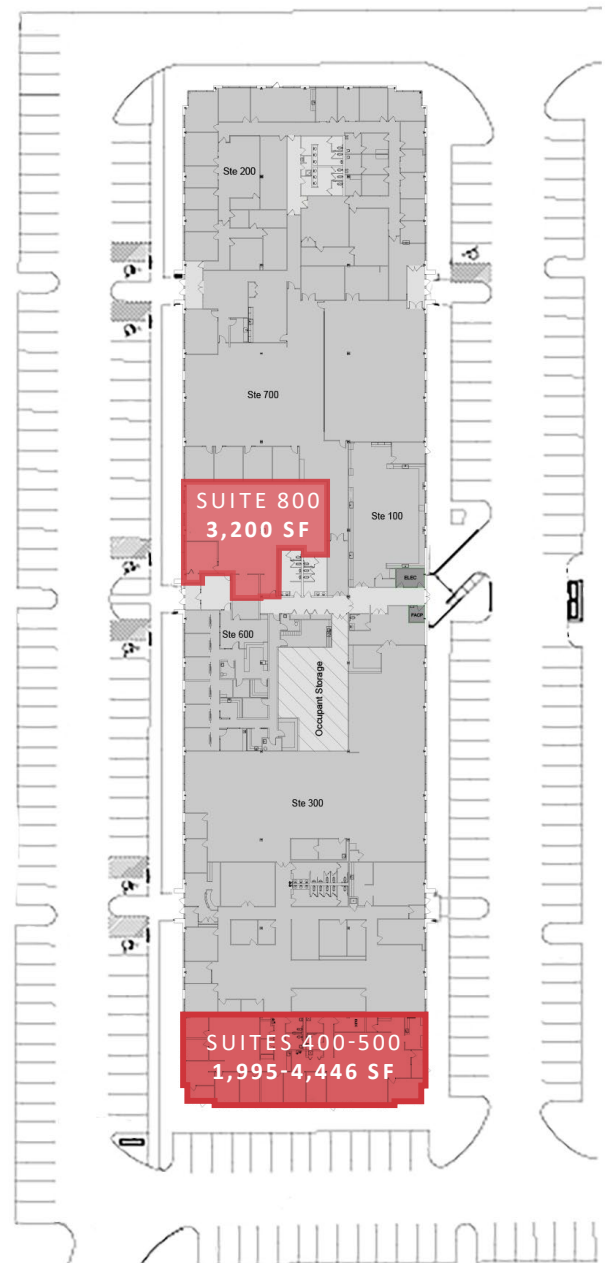 Ste 200
Ste 700
SUITE 800
3,200 SF
Ste 100
ELEC
FACP
Ste 600
Occupant Storage
Ste 300
SUITES 400-500
1,995-4,446 SF